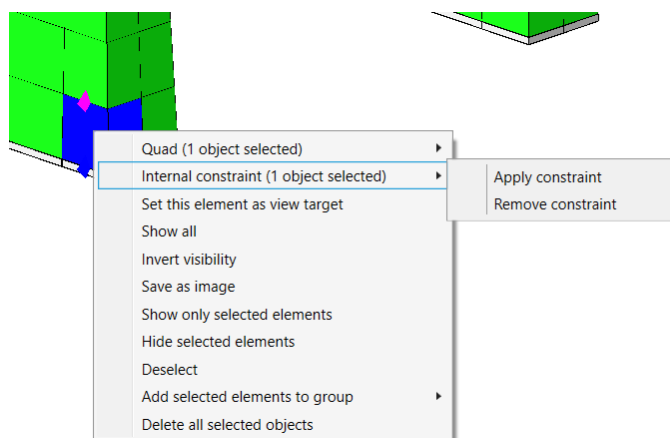 Quad (1 object selected)
Internal constraint (1 object selected)
Apply constraint
Set this element as view target
Remove constraint
Show all
Invert visibility
Save as image
Show only selected elements
Hide selected elements
Deselect
Add selected elements to group
Delete all selected objects